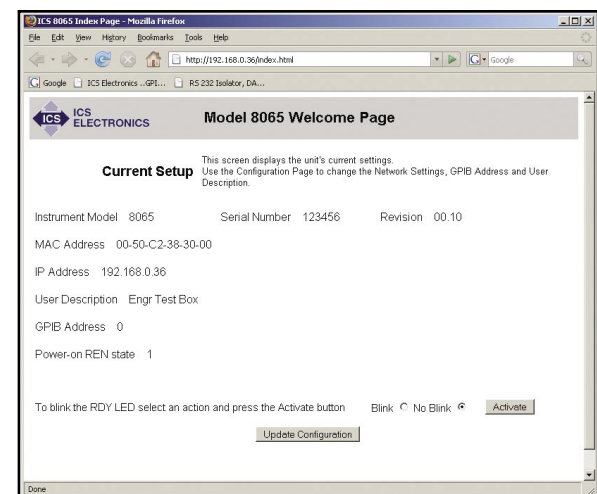 ICS 8065 Index Page - Mozilla Firefox
File Edit View History Bookmarks Tools Help
http://192.168.0.36/index.html
Google
Google ICS Electronics ..GPI... RS 232 Isolator, DA...
ICS
ICS
ELECTRONICS
Model 8065 Welcome Page
Current Setup
This screen displays the unit's current settings.
Use the Configuration Page to change the Network Settings, GPIB Address and User
Description.
Instrument Model 8065 Serial Number 123456 Revision 00.10
MAC Address 00-50-C2-38-30-00
IP Address 192.168.0.36
User Description Engr Test Box
GPIB Address 0
Power-on REN state 1
To blink the RDY LED select an action and press the Activate button Blink No Blink Activate
Update Configuration
Done